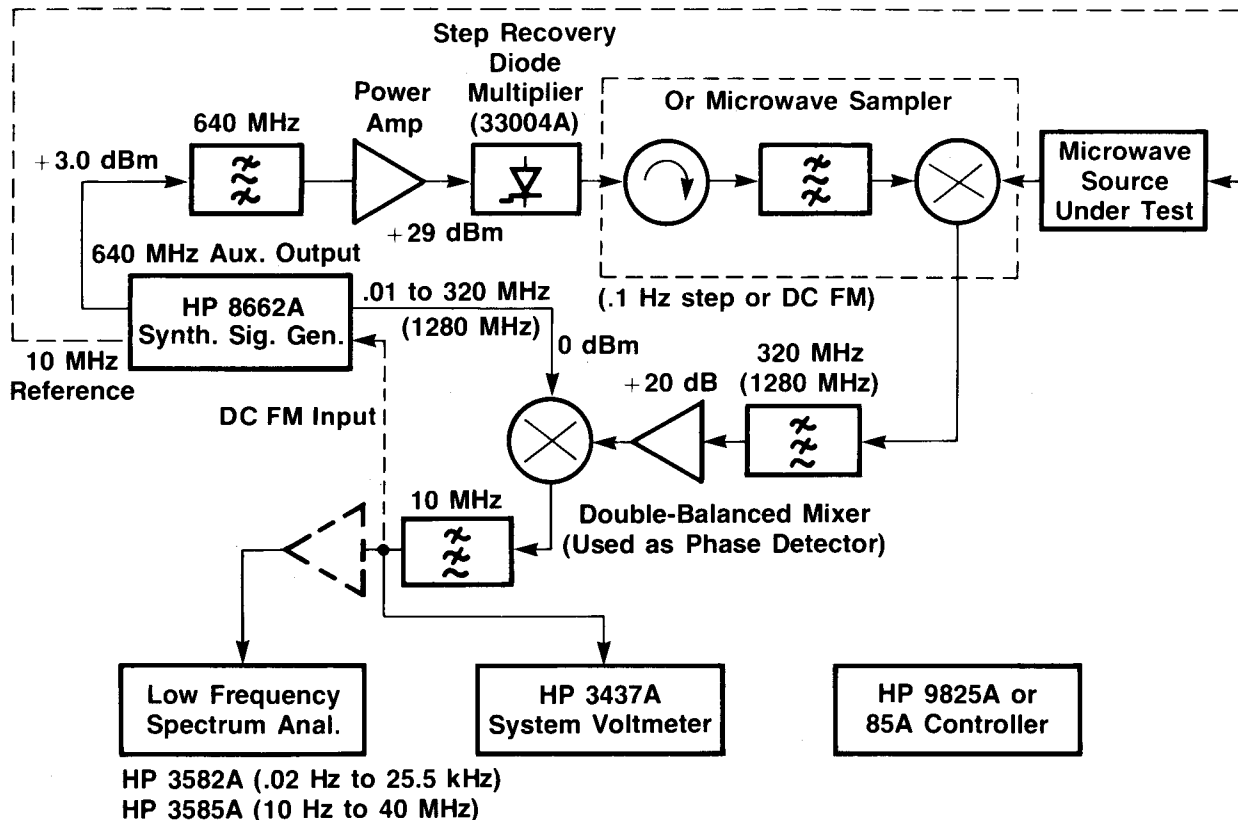 Step Recovery
Diode
Multiplier
(33004A)
Power
Amp
Or Microwave Sampler
640 MHz
+3.0 dBm
Microwave
Source
Under Test
+29 dBm
640 MHz Aux. Output
HP 8662A
Synth. Sig. Gen.
.01 to 320 MHz
(1280 MHz)
(.1 Hz step or DC FM)
0 dBm
10 MHz
Reference
320 MHz
(1280 MHz)
+20 dB
DC FM Input
10 MHz
Double-Balanced Mixer
(Used as Phase Detector)
Low Frequency
Spectrum Anal.
HP 3437A
System Voltmeter
HP 9825A or
85A Controller
HP 3582A (.02 Hz to 25.5 kHz)
HP 3585A (10 Hz to 40 MHz)